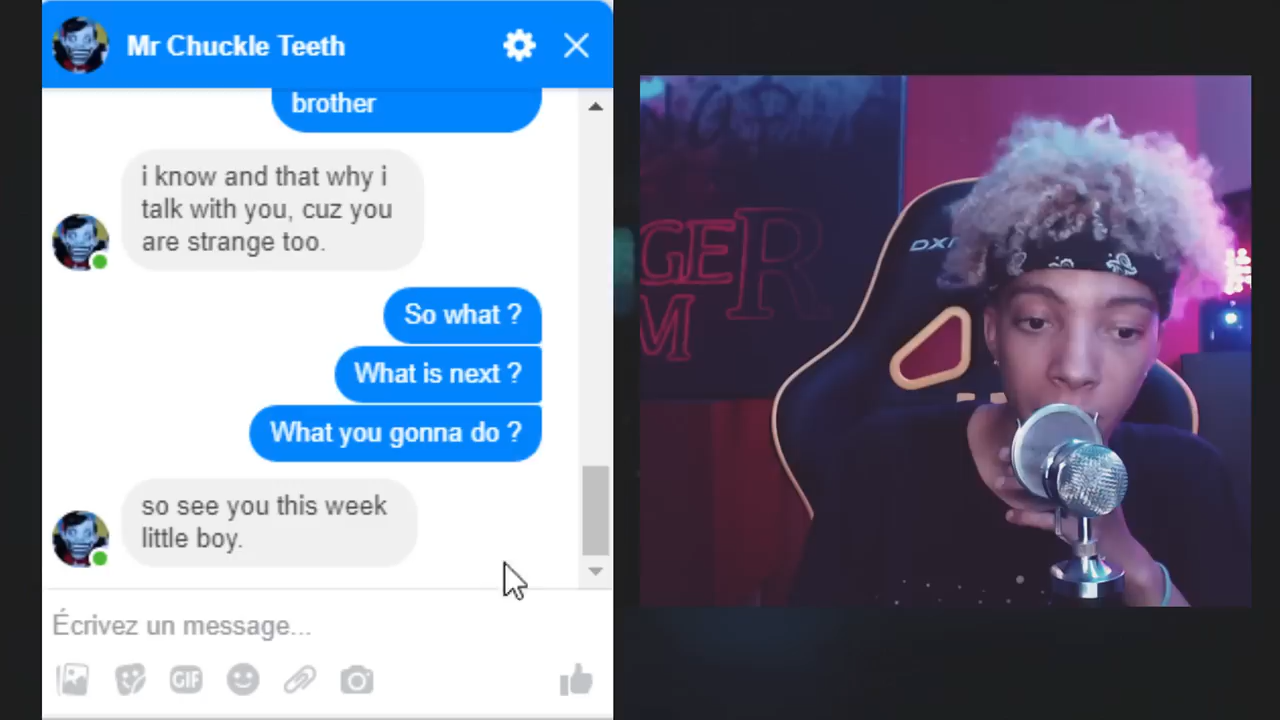 Mr Chuckle Teeth
brother
i know and that why i
talk with you, cuz you
are strange too.
So what ?
What is next ?
What you gonna do ?
so see you this week
little boy.
Écrivez un message...
GIF
GER
M